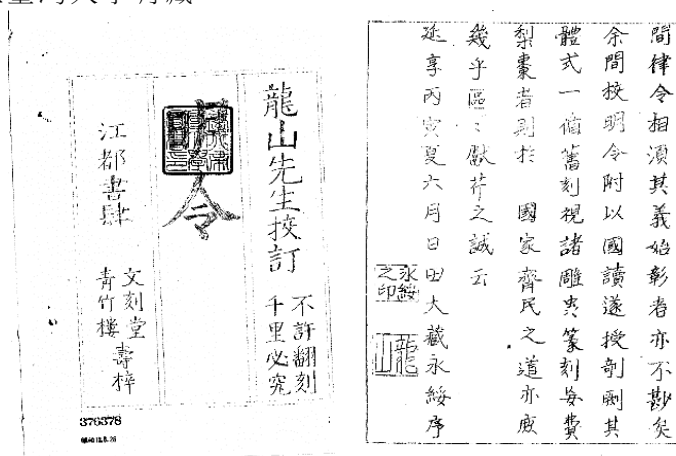 間律令相須其義始彰者亦不尠矣
余間挍明令附以國讀遂授剞劂其
體式一循舊刻視諸雕蟲篆刻妄費
梨棗者則於 國家齊民之道亦庶
幾乎區〻獻芹之誠云
延享丙寅夏六月日田大藏永綏序
永綏之印
龍山
龍山先生挍訂
不許翻刻
千里必究
令
江都書肆
文刻堂
青竹樓
壽梓
376378